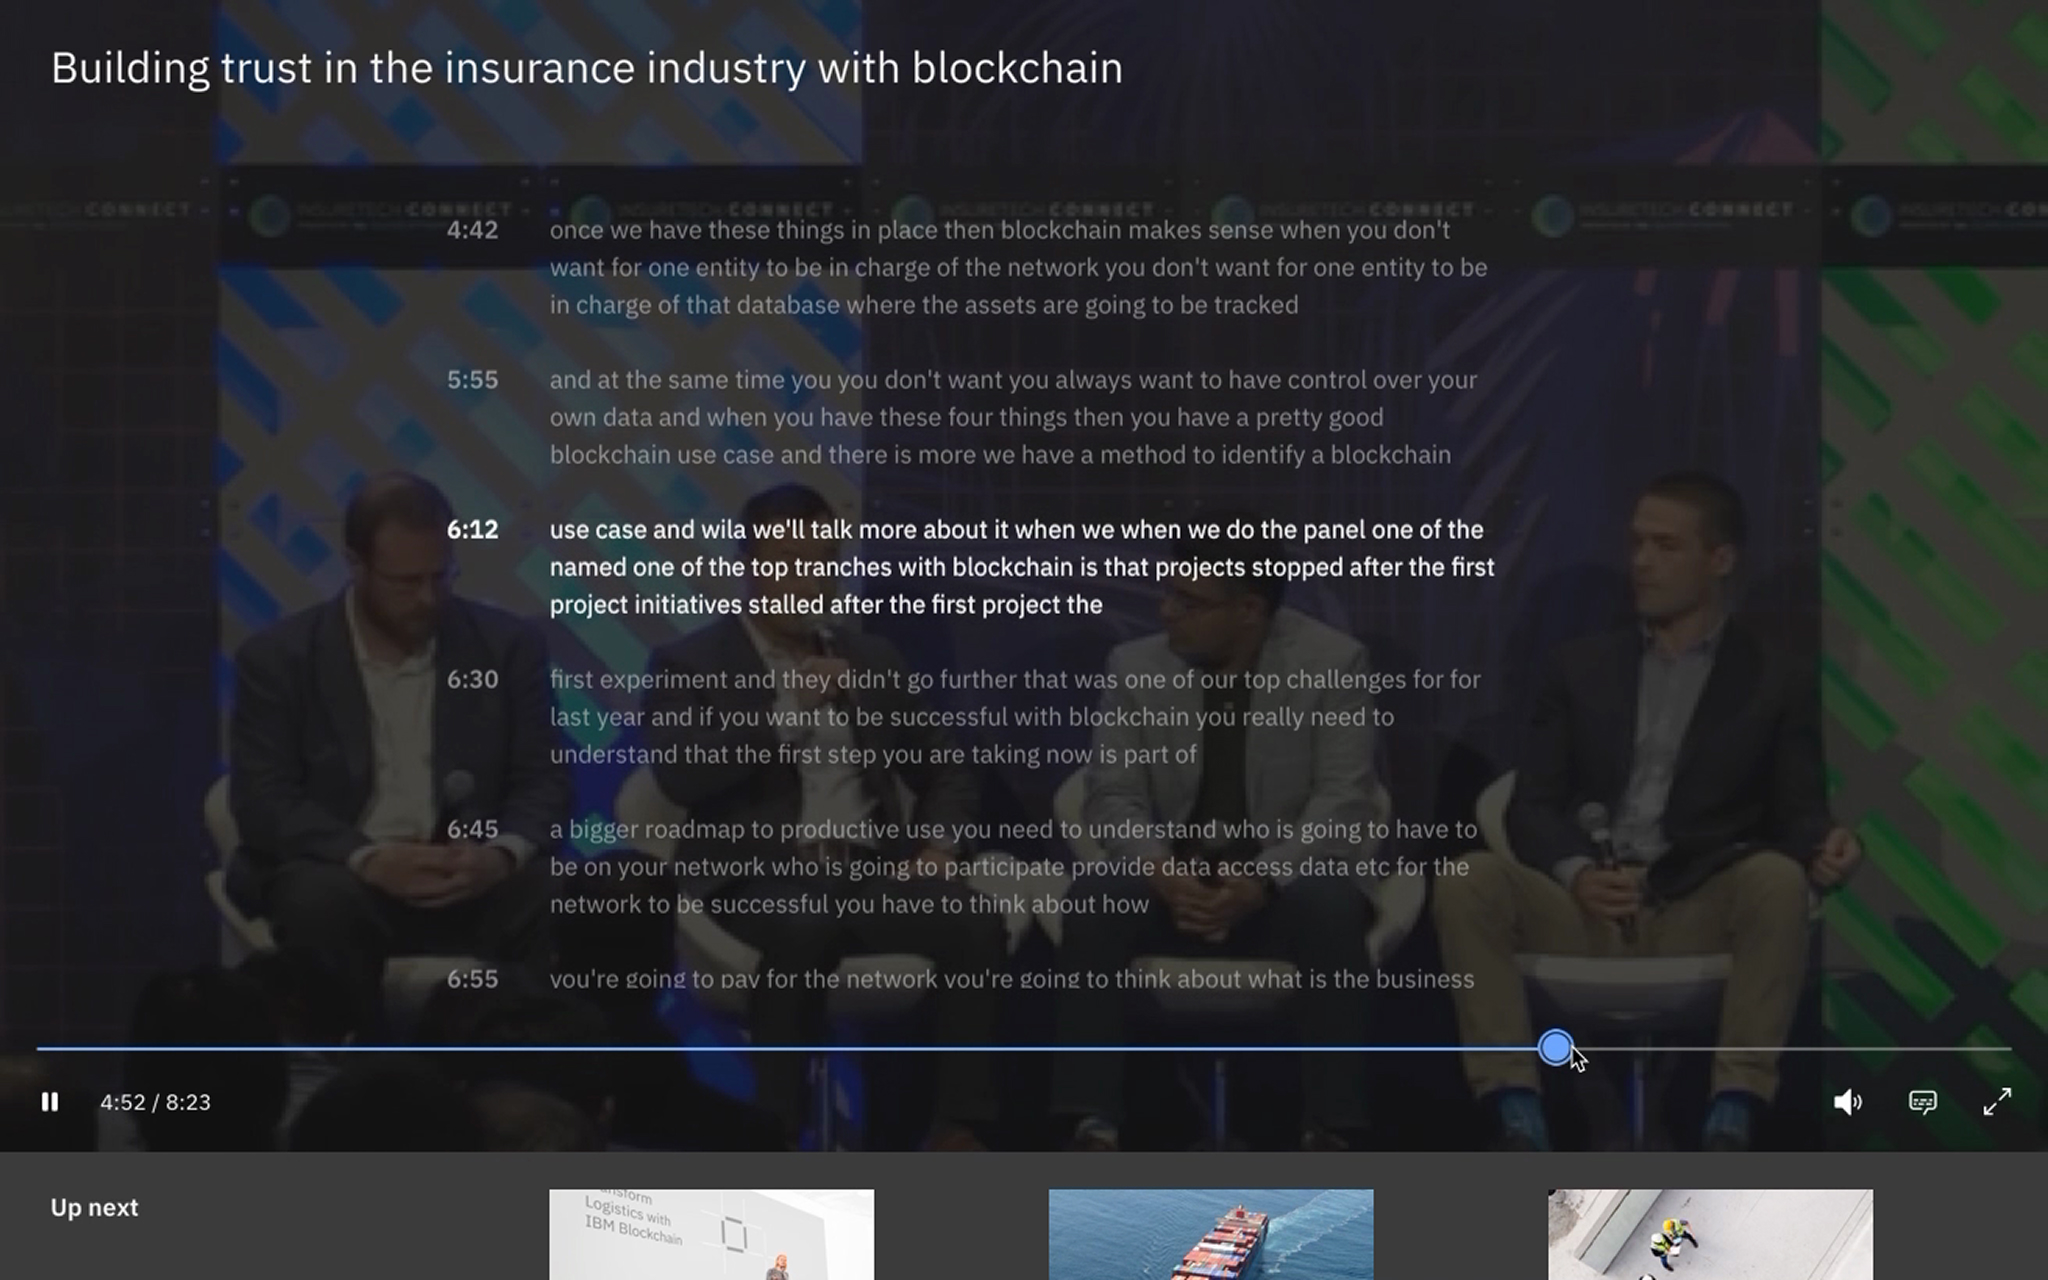 Building trust in the insurance industry with blockchain
CONNECT
INSURETECH CONNECT
INSURETECH CONNECT
INSURETECH CONNECT
INSURETECH CONNECT
INSURETECH CONNECT
4:42 once we have these things in place then blockchain makes sense when you don't
want for one entity to be in charge of the network you don't want for one entity to be
in charge of that database where the assets are going to be tracked
5:55 and at the same time you you don't want you always want to have control over your
own data and when you have these four things then you have a pretty good
blockchain use case and there is more we have a method to identify a blockchain
6:12 use case and wila we'll talk more about it when we when we do the panel one of the
named one of the top tranches with blockchain is that projects stopped after the first
project initiatives stalled after the first project the
6:30 first experiment and they didn't go further that was one of our top challenges for for
last year and if you want to be successful with blockchain you really need to
understand that the first step you are taking now is part of
6:45 a bigger roadmap to productive use you need to understand who is going to have to
be on your network who is going to participate provide data access data etc for the
network to be successful you have to think about how
6:55 you're going to pay for the network you're going to think about what is the business
4:52 / 8:23
Up next
Logistics with
IBM Blockchain